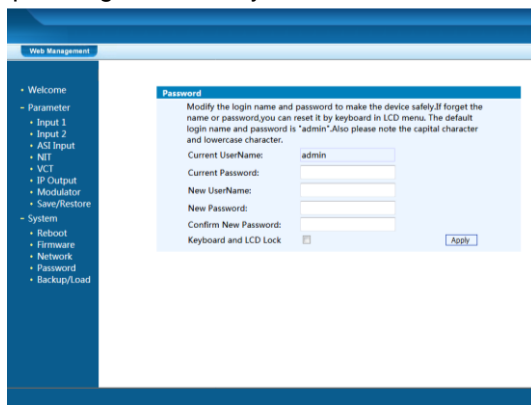 Web Management
• Welcome
- Parameter
• Input 1
• Input 2
• ASI Input
• NIT
• VCT
• IP Output
• Modulator
• Save/Restore
- System
• Reboot
• Firmware
• Network
• Password
• Backup/Load
Password
Modify the login name and password to make the device safely.If forget the
name or password,you can reset it by keyboard in LCD menu. The default
login name and password is "admin".Also please note the capital character
and lowercase character.
Current UserName: admin
Current Password:
New UserName:
New Password:
Confirm New Password:
Keyboard and LCD Lock Apply